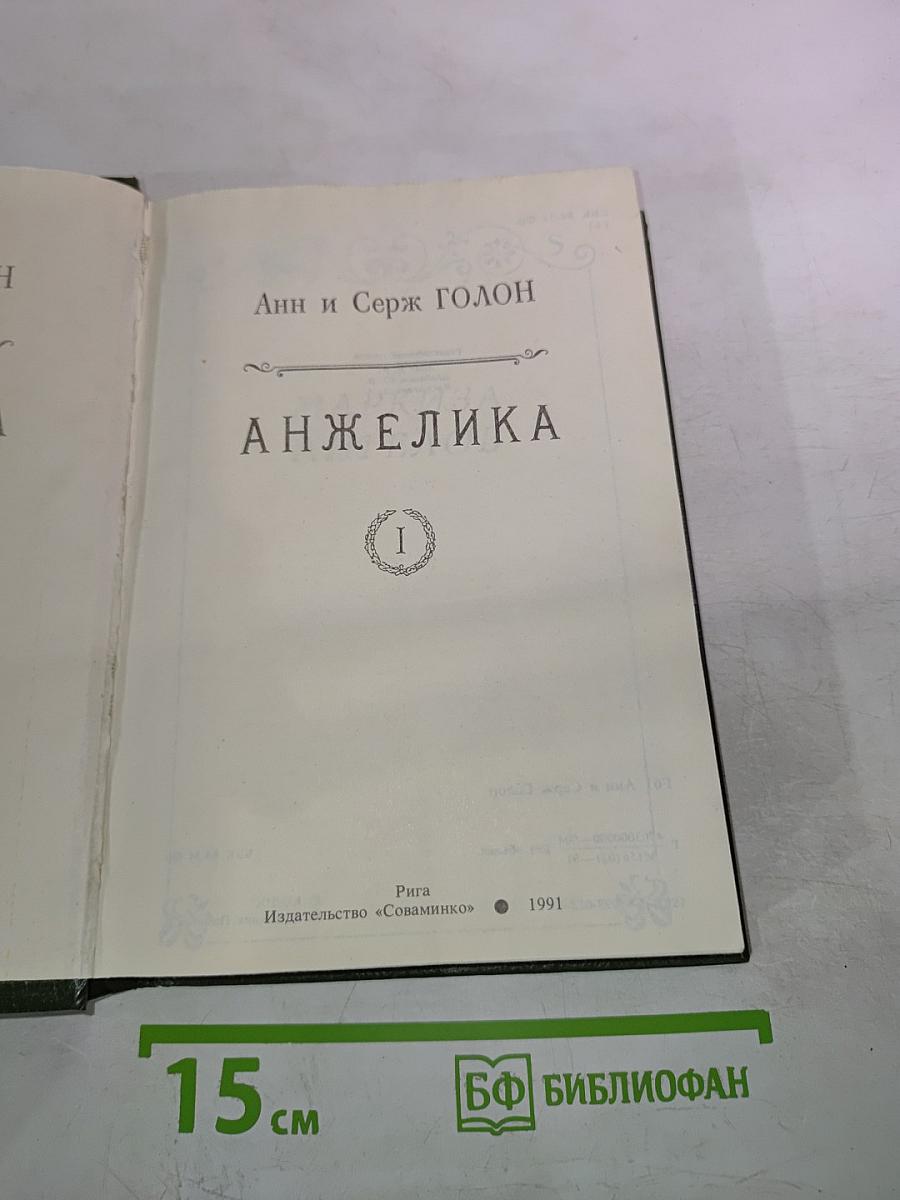 Анн и Серж ГОЛОН
АНЖЕЛИКА
I
Рига
Издательство «Соваминко» ● 1991
15 см
БФ БИБЛИОФАН